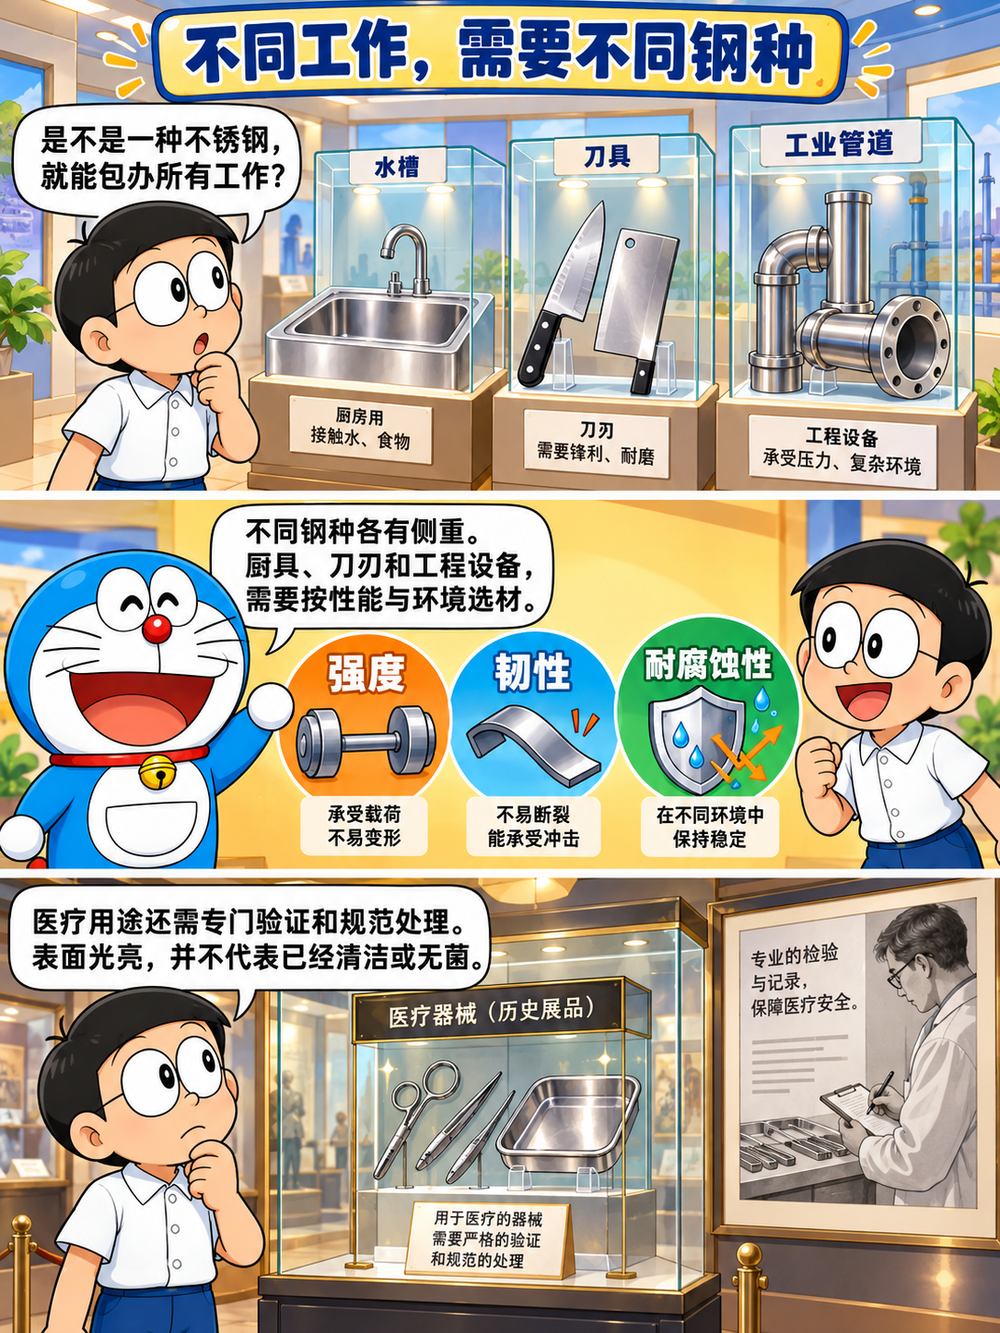 不同工作，需要不同钢种
是不是一种不锈钢，
就能包办所有工作？
水槽
刀具
工业管道
厨房用
接触水、食物
刀刃
需要锋利、耐磨
工程设备
承受压力、复杂环境
不同钢种各有侧重。
厨具、刀刃和工程设备，
需要按性能与环境选材。
强度
韧性
耐腐蚀性
承受载荷
不易变形
不易断裂
能承受冲击
在不同环境中
保持稳定
医疗用途还需专门验证和规范处理。
表面光亮，并不代表已经清洁或无菌。
医疗器械（历史展品）
用于医疗的器械
需要严格的验证
和规范的处理
专业的检验
与记录，
保障医疗安全。